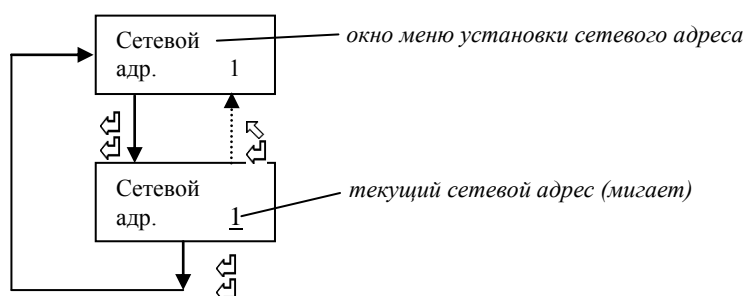 Сетевой
адр. 1
окно меню установки сетевого адреса
Сетевой
адр. 1
текущий сетевой адрес (мигает)